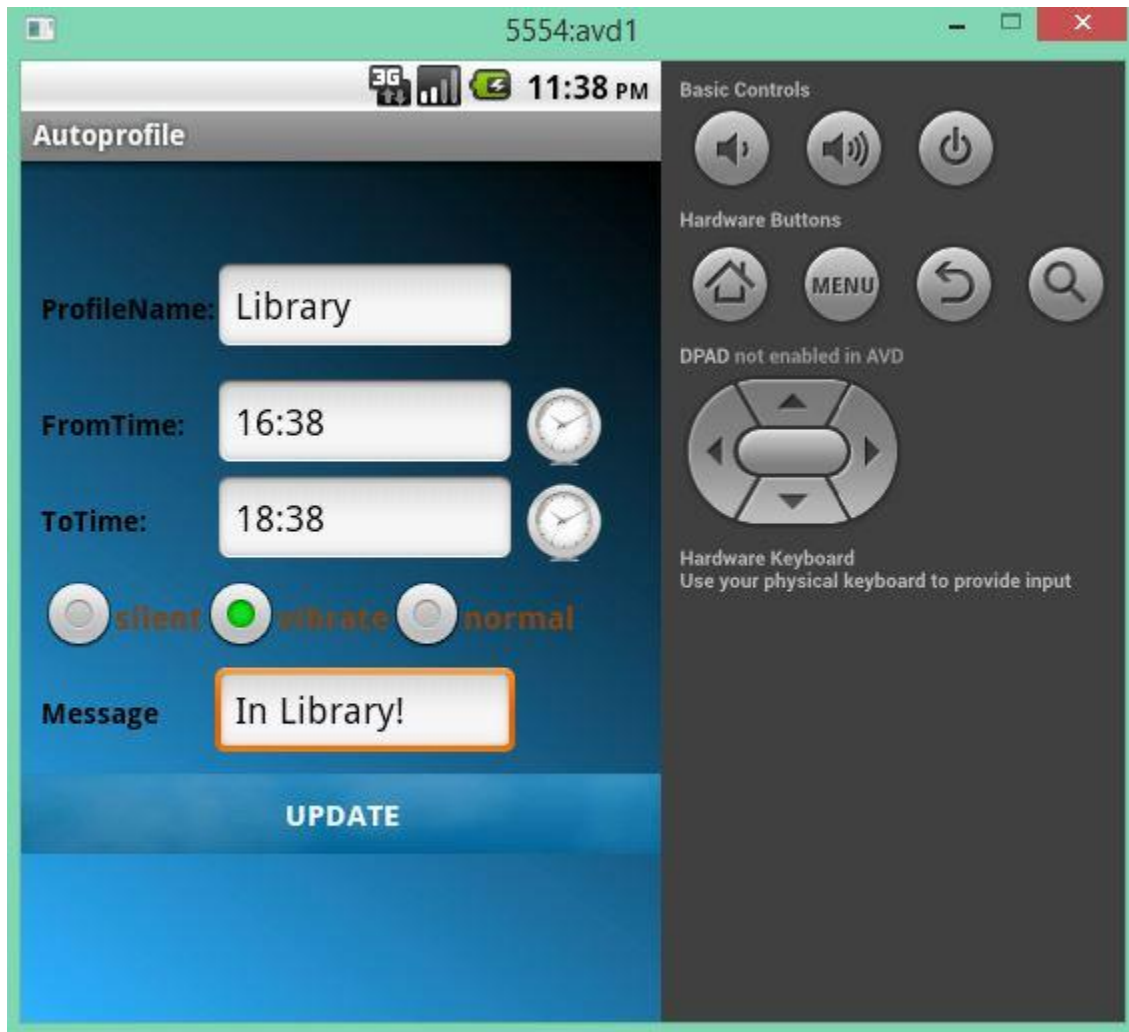 5554:avd1
3G 11:38 PM
Autoprofile
ProfileName: Library
FromTime: 16:38
ToTime: 18:38
silent vibrate normal
Message In Library!
UPDATE
Basic Controls
Hardware Buttons
MENU
DPAD not enabled in AVD
Hardware Keyboard
Use your physical keyboard to provide input